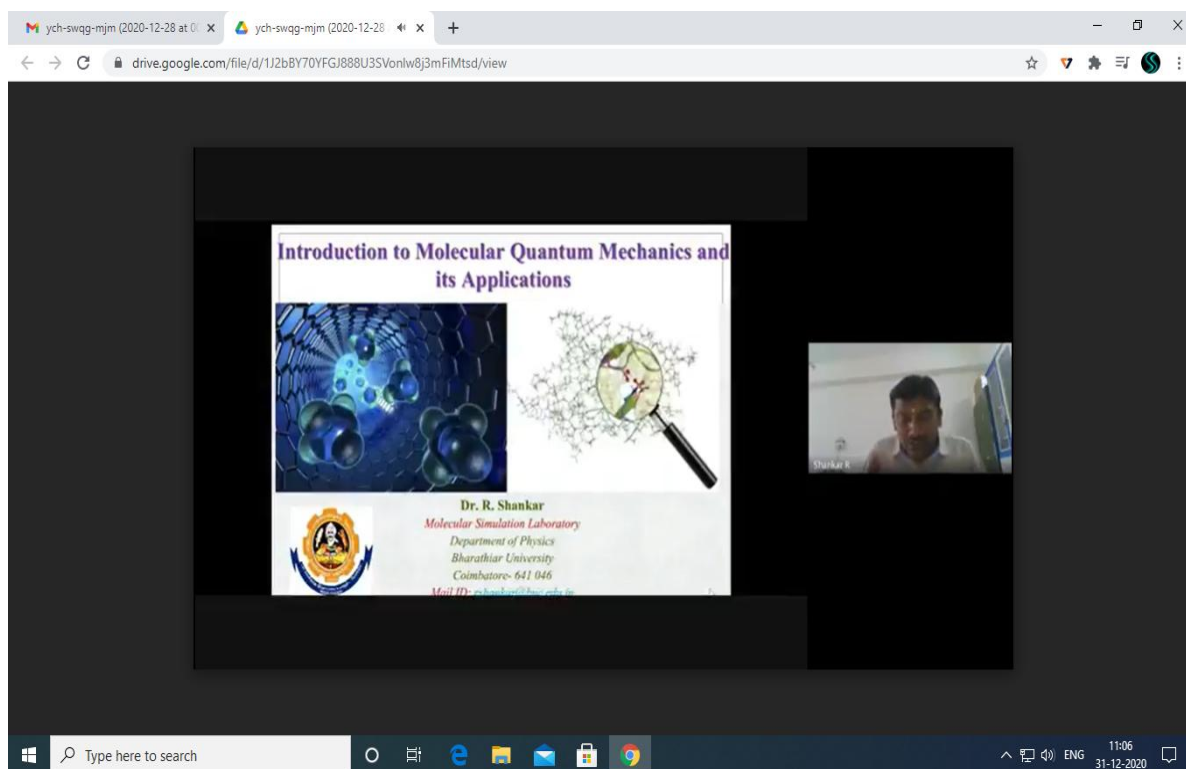 ych-swqg-mjm (2020-12-28 at 0
ych-swqg-mjm (2020-12-28
drive.google.com/file/d/1J2bBY70YFGJ888U3SVonlw8j3mFiMtsd/view
Introduction to Molecular Quantum Mechanics and
its Applications
Dr. R. Shankar
Molecular Simulation Laboratory
Department of Physics
Bharathiar University
Coimbatore- 641 046
Mail ID:
Shankar R
Type here to search
ENG
11:06
31-12-2020